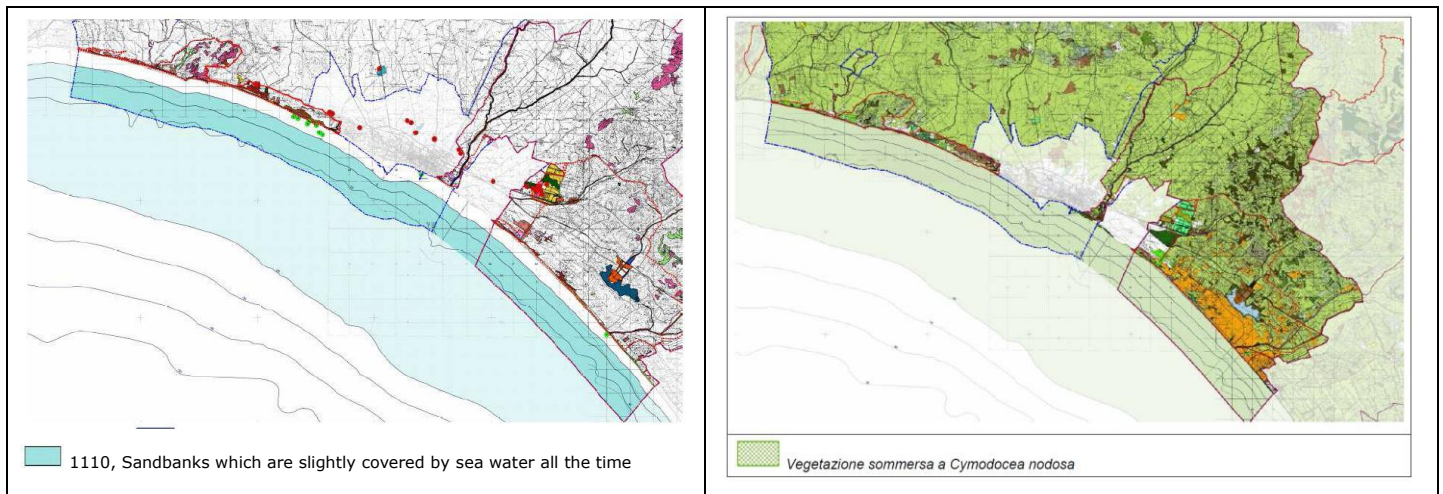 1110, Sandbanks which are slightly covered by sea water all the time
Vegetazione sommersa a Cymodocea nodosa